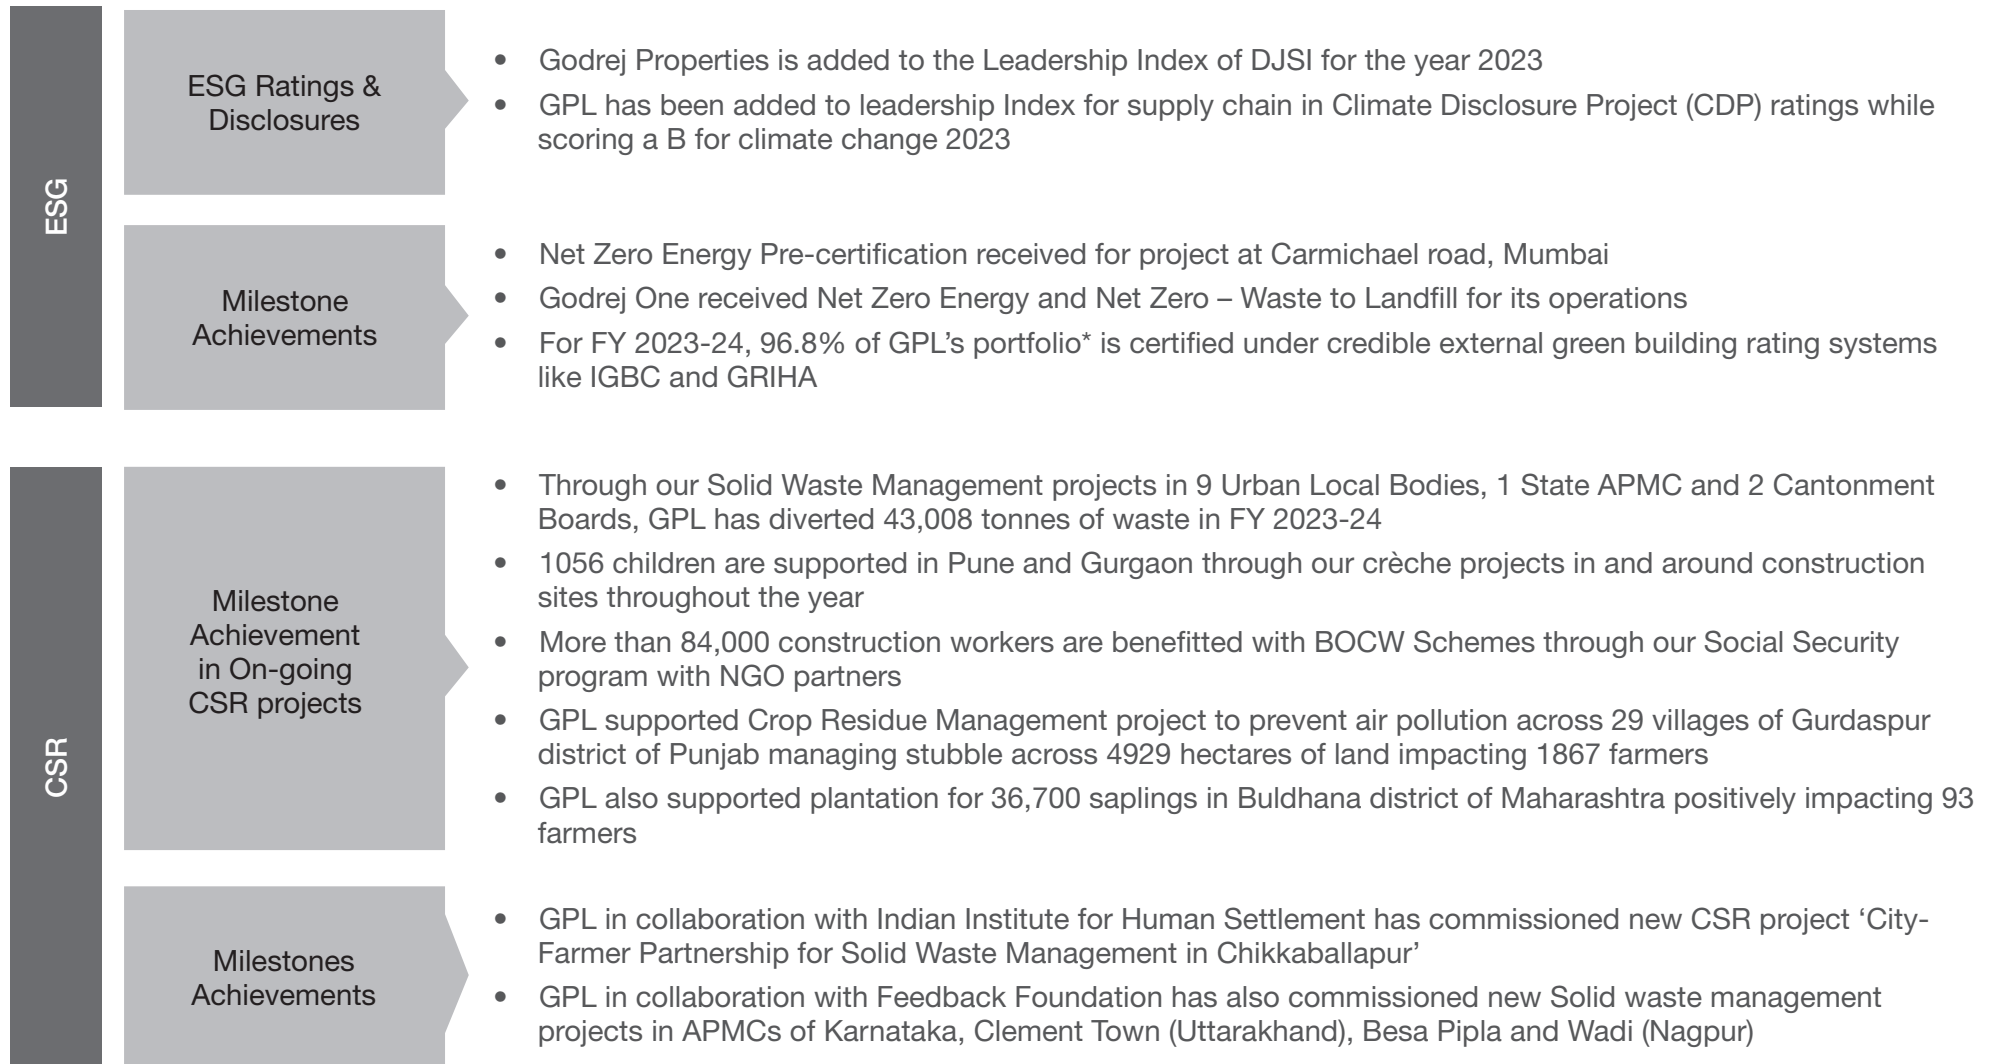 ESG
ESG Ratings &
Disclosures
• Godrej Properties is added to the Leadership Index of DJSI for the year 2023
• GPL has been added to leadership Index for supply chain in Climate Disclosure Project (CDP) ratings while
scoring a B for climate change 2023
Milestone
Achievements
• Net Zero Energy Pre-certification received for project at Carmichael road, Mumbai
• Godrej One received Net Zero Energy and Net Zero – Waste to Landfill for its operations
• For FY 2023-24, 96.8% of GPL’s portfolio* is certified under credible external green building rating systems
like IGBC and GRIHA
CSR
Milestone
Achievement
in On-going
CSR projects
• Through our Solid Waste Management projects in 9 Urban Local Bodies, 1 State APMC and 2 Cantonment
Boards, GPL has diverted 43,008 tonnes of waste in FY 2023-24
• 1056 children are supported in Pune and Gurgaon through our crèche projects in and around construction
sites throughout the year
• More than 84,000 construction workers are benefitted with BOCW Schemes through our Social Security
program with NGO partners
• GPL supported Crop Residue Management project to prevent air pollution across 29 villages of Gurdaspur
district of Punjab managing stubble across 4929 hectares of land impacting 1867 farmers
• GPL also supported plantation for 36,700 saplings in Buldhana district of Maharashtra positively impacting 93
farmers
Milestones
Achievements
• GPL in collaboration with Indian Institute for Human Settlement has commissioned new CSR project ‘City-
Farmer Partnership for Solid Waste Management in Chikkaballapur’
• GPL in collaboration with Feedback Foundation has also commissioned new Solid waste management
projects in APMCs of Karnataka, Clement Town (Uttarakhand), Besa Pipla and Wadi (Nagpur)